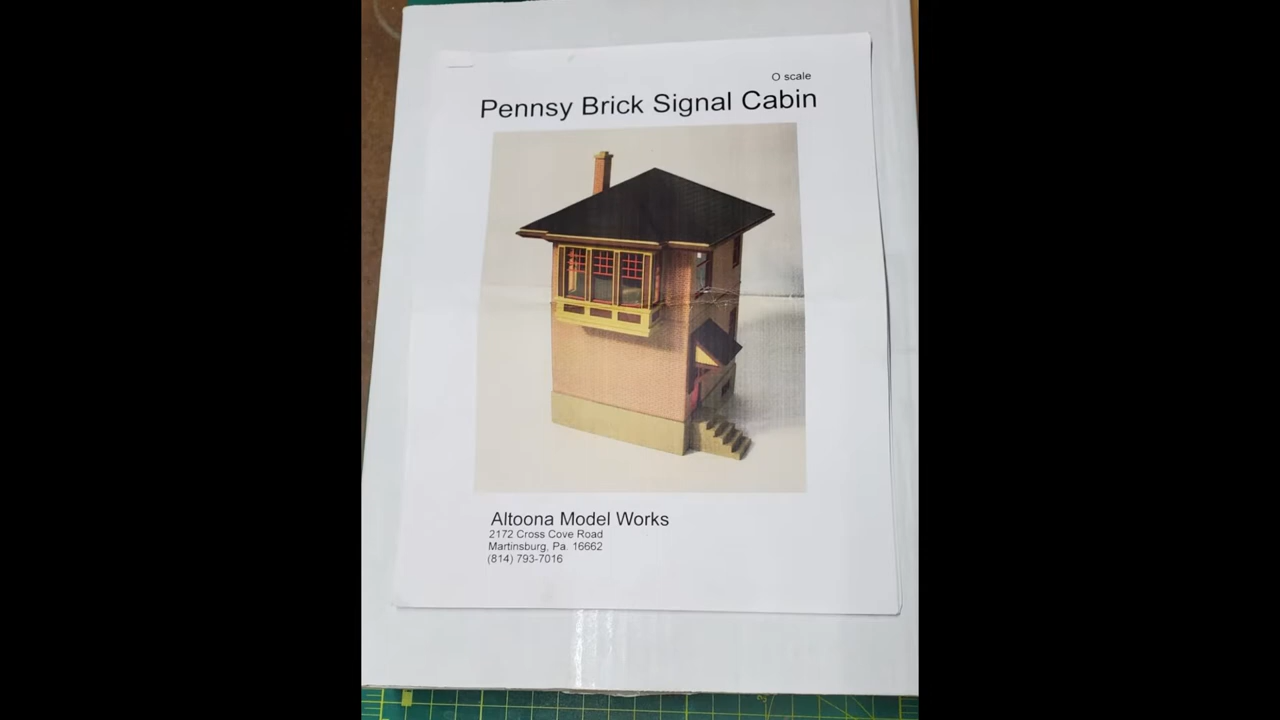 O scale
Pennsy Brick Signal Cabin
Altoona Model Works
2172 Cross Cove Road
Martinsburg, Pa. 16662
(814) 793-7016